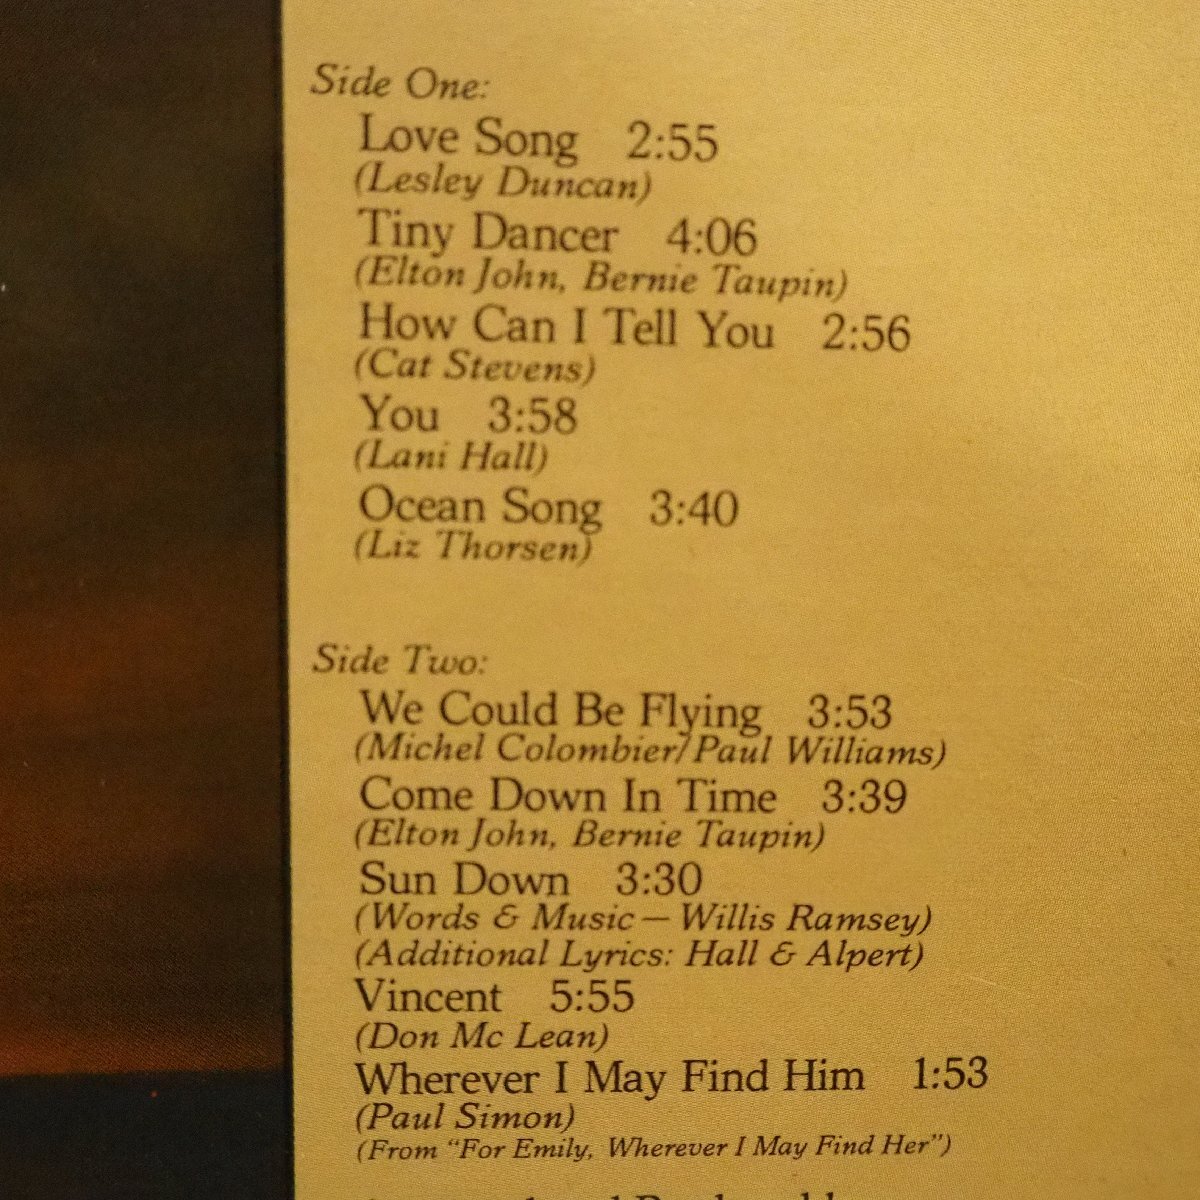 Side One:
Love Song 2:55
(Lesley Duncan)
Tiny Dancer 4:06
(Elton John, Bernie Taupin)
How Can I Tell You 2:56
(Cat Stevens)
You 3:58
(Lani Hall)
Ocean Song 3:40
(Liz Thorsen)
Side Two:
We Could Be Flying 3:53
(Michel Colombier/Paul Williams)
Come Down In Time 3:39
(Elton John, Bernie Taupin)
Sun Down 3:30
(Words & Music — Willis Ramsey)
(Additional Lyrics: Hall & Alpert)
Vincent 5:55
(Don Mc Lean)
Wherever I May Find Him 1:53
(Paul Simon)
(From “For Emily, Wherever I May Find Her”)